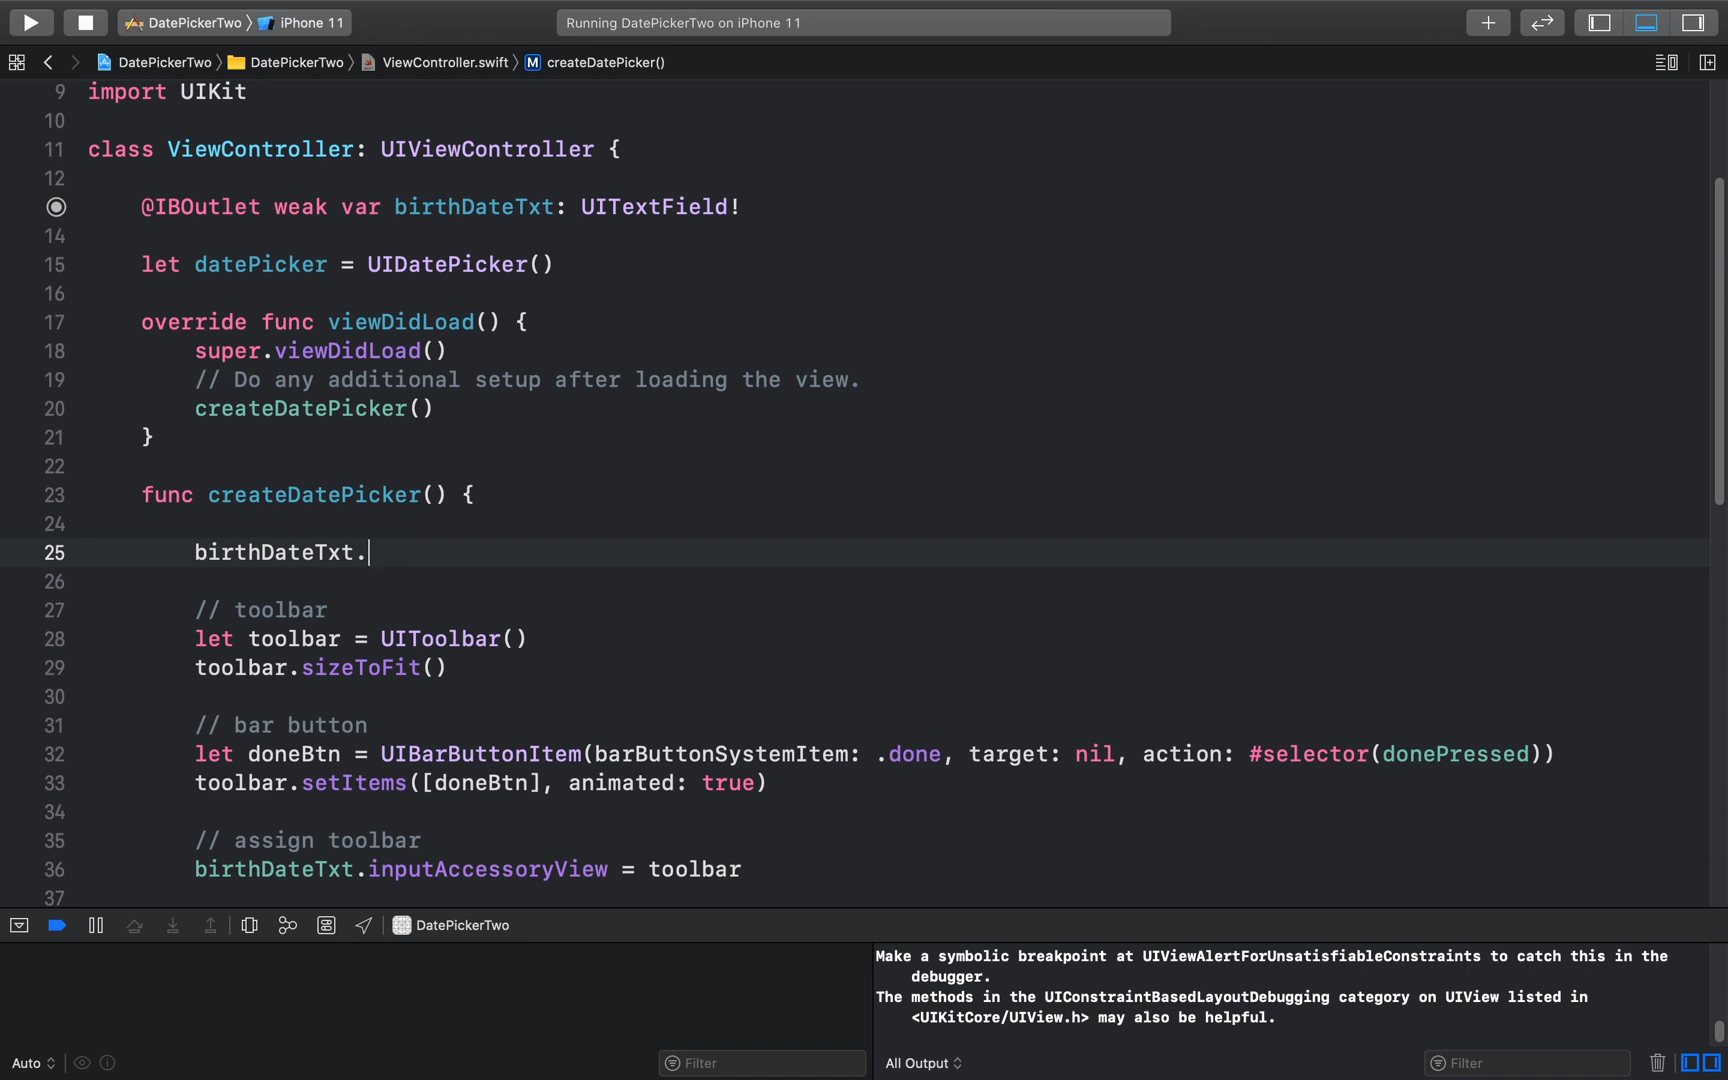 DatePickerTwo iPhone 11 Running DatePickerTwo on iPhone 11
DatePickerTwo DatePickerTwo ViewController.swift M createDatePicker()
9 import UIKit
10
11 class ViewController: UIViewController {
12
@IBOutlet weak var birthDateTxt: UITextField!
14
15 let datePicker = UIDatePicker()
16
17 override func viewDidLoad() {
18 super.viewDidLoad()
19 // Do any additional setup after loading the view.
20 createDatePicker()
21 }
22
23 func createDatePicker() {
24
25 birthDateTxt.
26
27 // toolbar
28 let toolbar = UIToolbar()
29 toolbar.sizeToFit()
30
31 // bar button
32 let doneBtn = UIBarButtonItem(barButtonSystemItem: .done, target: nil, action: #selector(donePressed))
33 toolbar.setItems([doneBtn], animated: true)
34
35 // assign toolbar
36 birthDateTxt.inputAccessoryView = toolbar
37
DatePickerTwo
Make a symbolic breakpoint at UIViewAlertForUnsatisfiableConstraints to catch this in the
debugger.
The methods in the UIConstraintBasedLayoutDebugging category on UIView listed in
<UIKitCore/UIView.h> may also be helpful.
Auto Filter All Output Filter